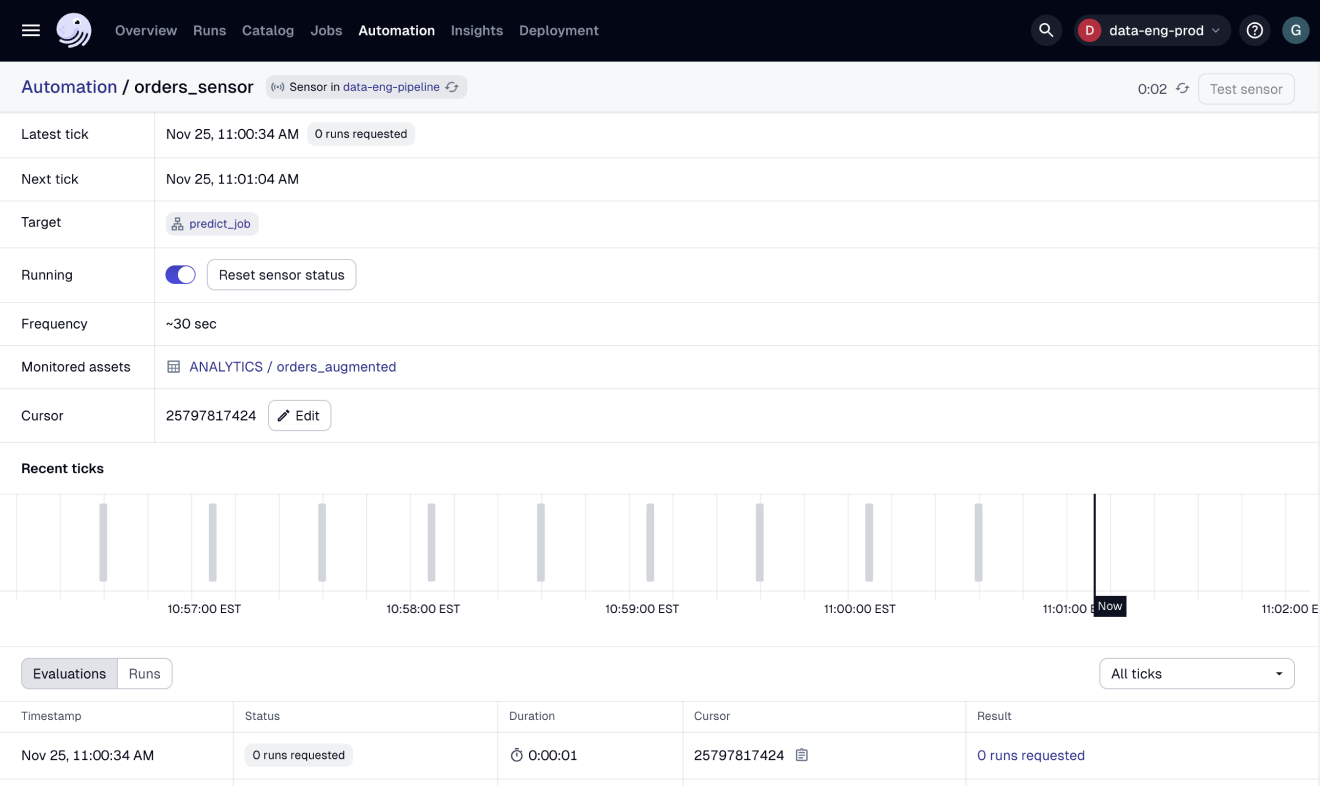 Overview Runs Catalog Jobs Automation Insights Deployment D data-eng-prod G
Automation / orders_sensor Sensor in data-eng-pipeline 0:02 Test sensor
Latest tick Nov 25, 11:00:34 AM 0 runs requested
Next tick Nov 25, 11:01:04 AM
Target predict_job
Running Reset sensor status
Frequency ~30 sec
Monitored assets ANALYTICS / orders_augmented
Cursor 25797817424 Edit
Recent ticks
10:57:00 EST 10:58:00 EST 10:59:00 EST 11:00:00 EST 11:01:00 Now 11:02:00 E
Evaluations Runs All ticks
Timestamp Status Duration Cursor Result
Nov 25, 11:00:34 AM 0 runs requested 0:00:01 25797817424 0 runs requested